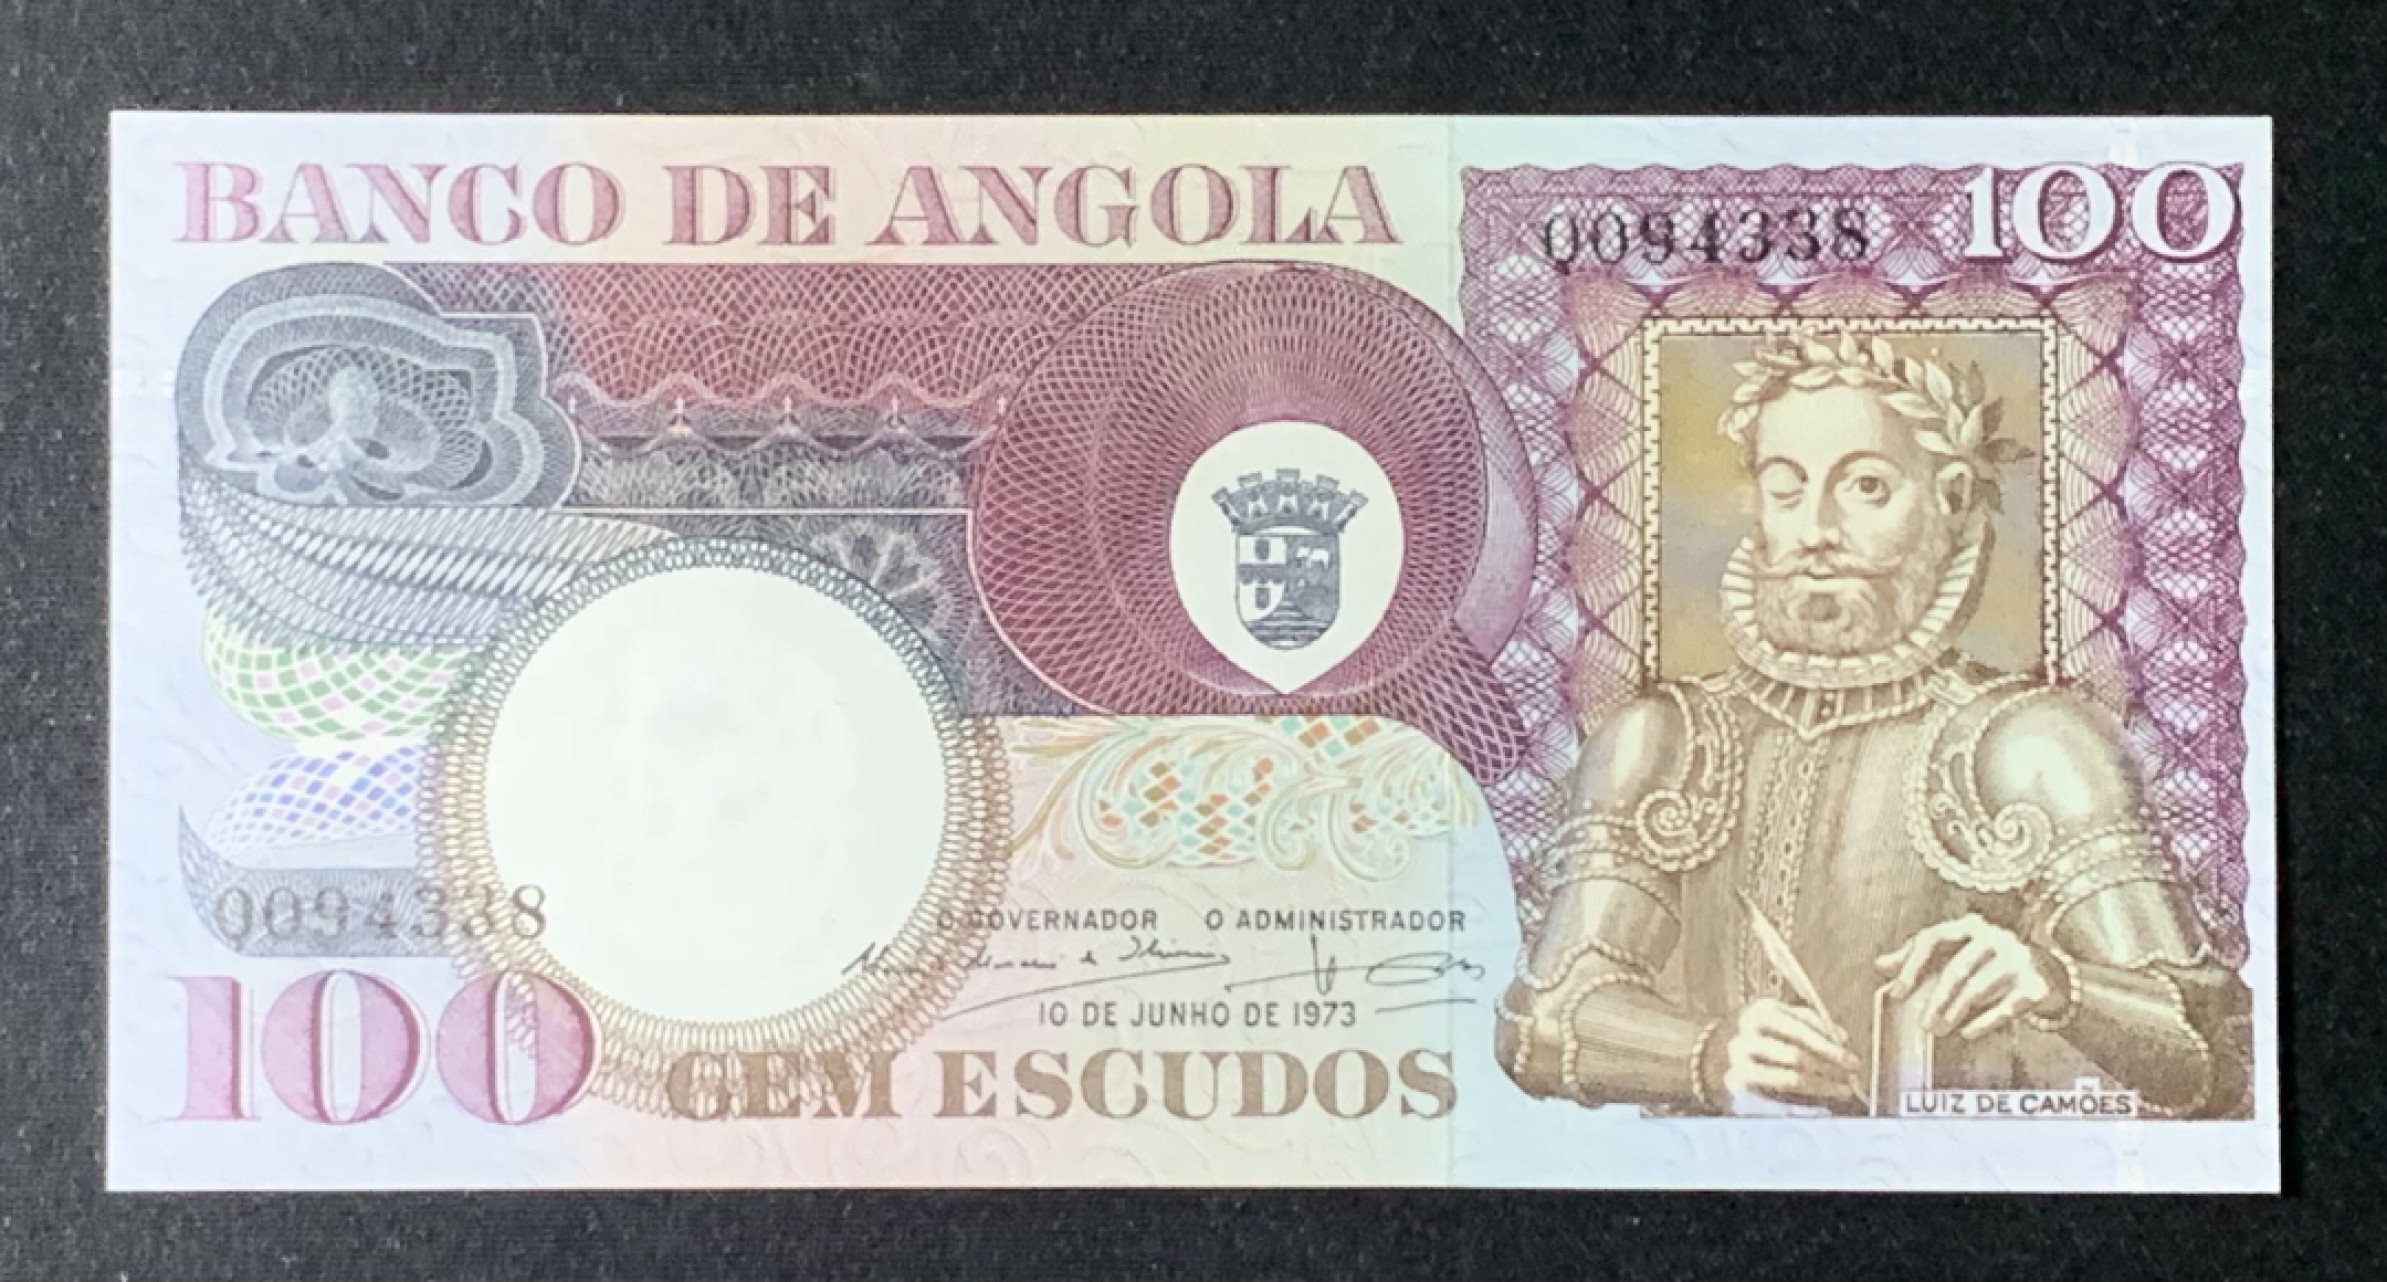 BANCO DE ANGOLA
0094338
100
0094338
O GOVERNADOR O ADMINISTRADOR
10 DE JUNHO DE 1973
100
CEM ESCUDOS
LUIZ DE CAMÕES